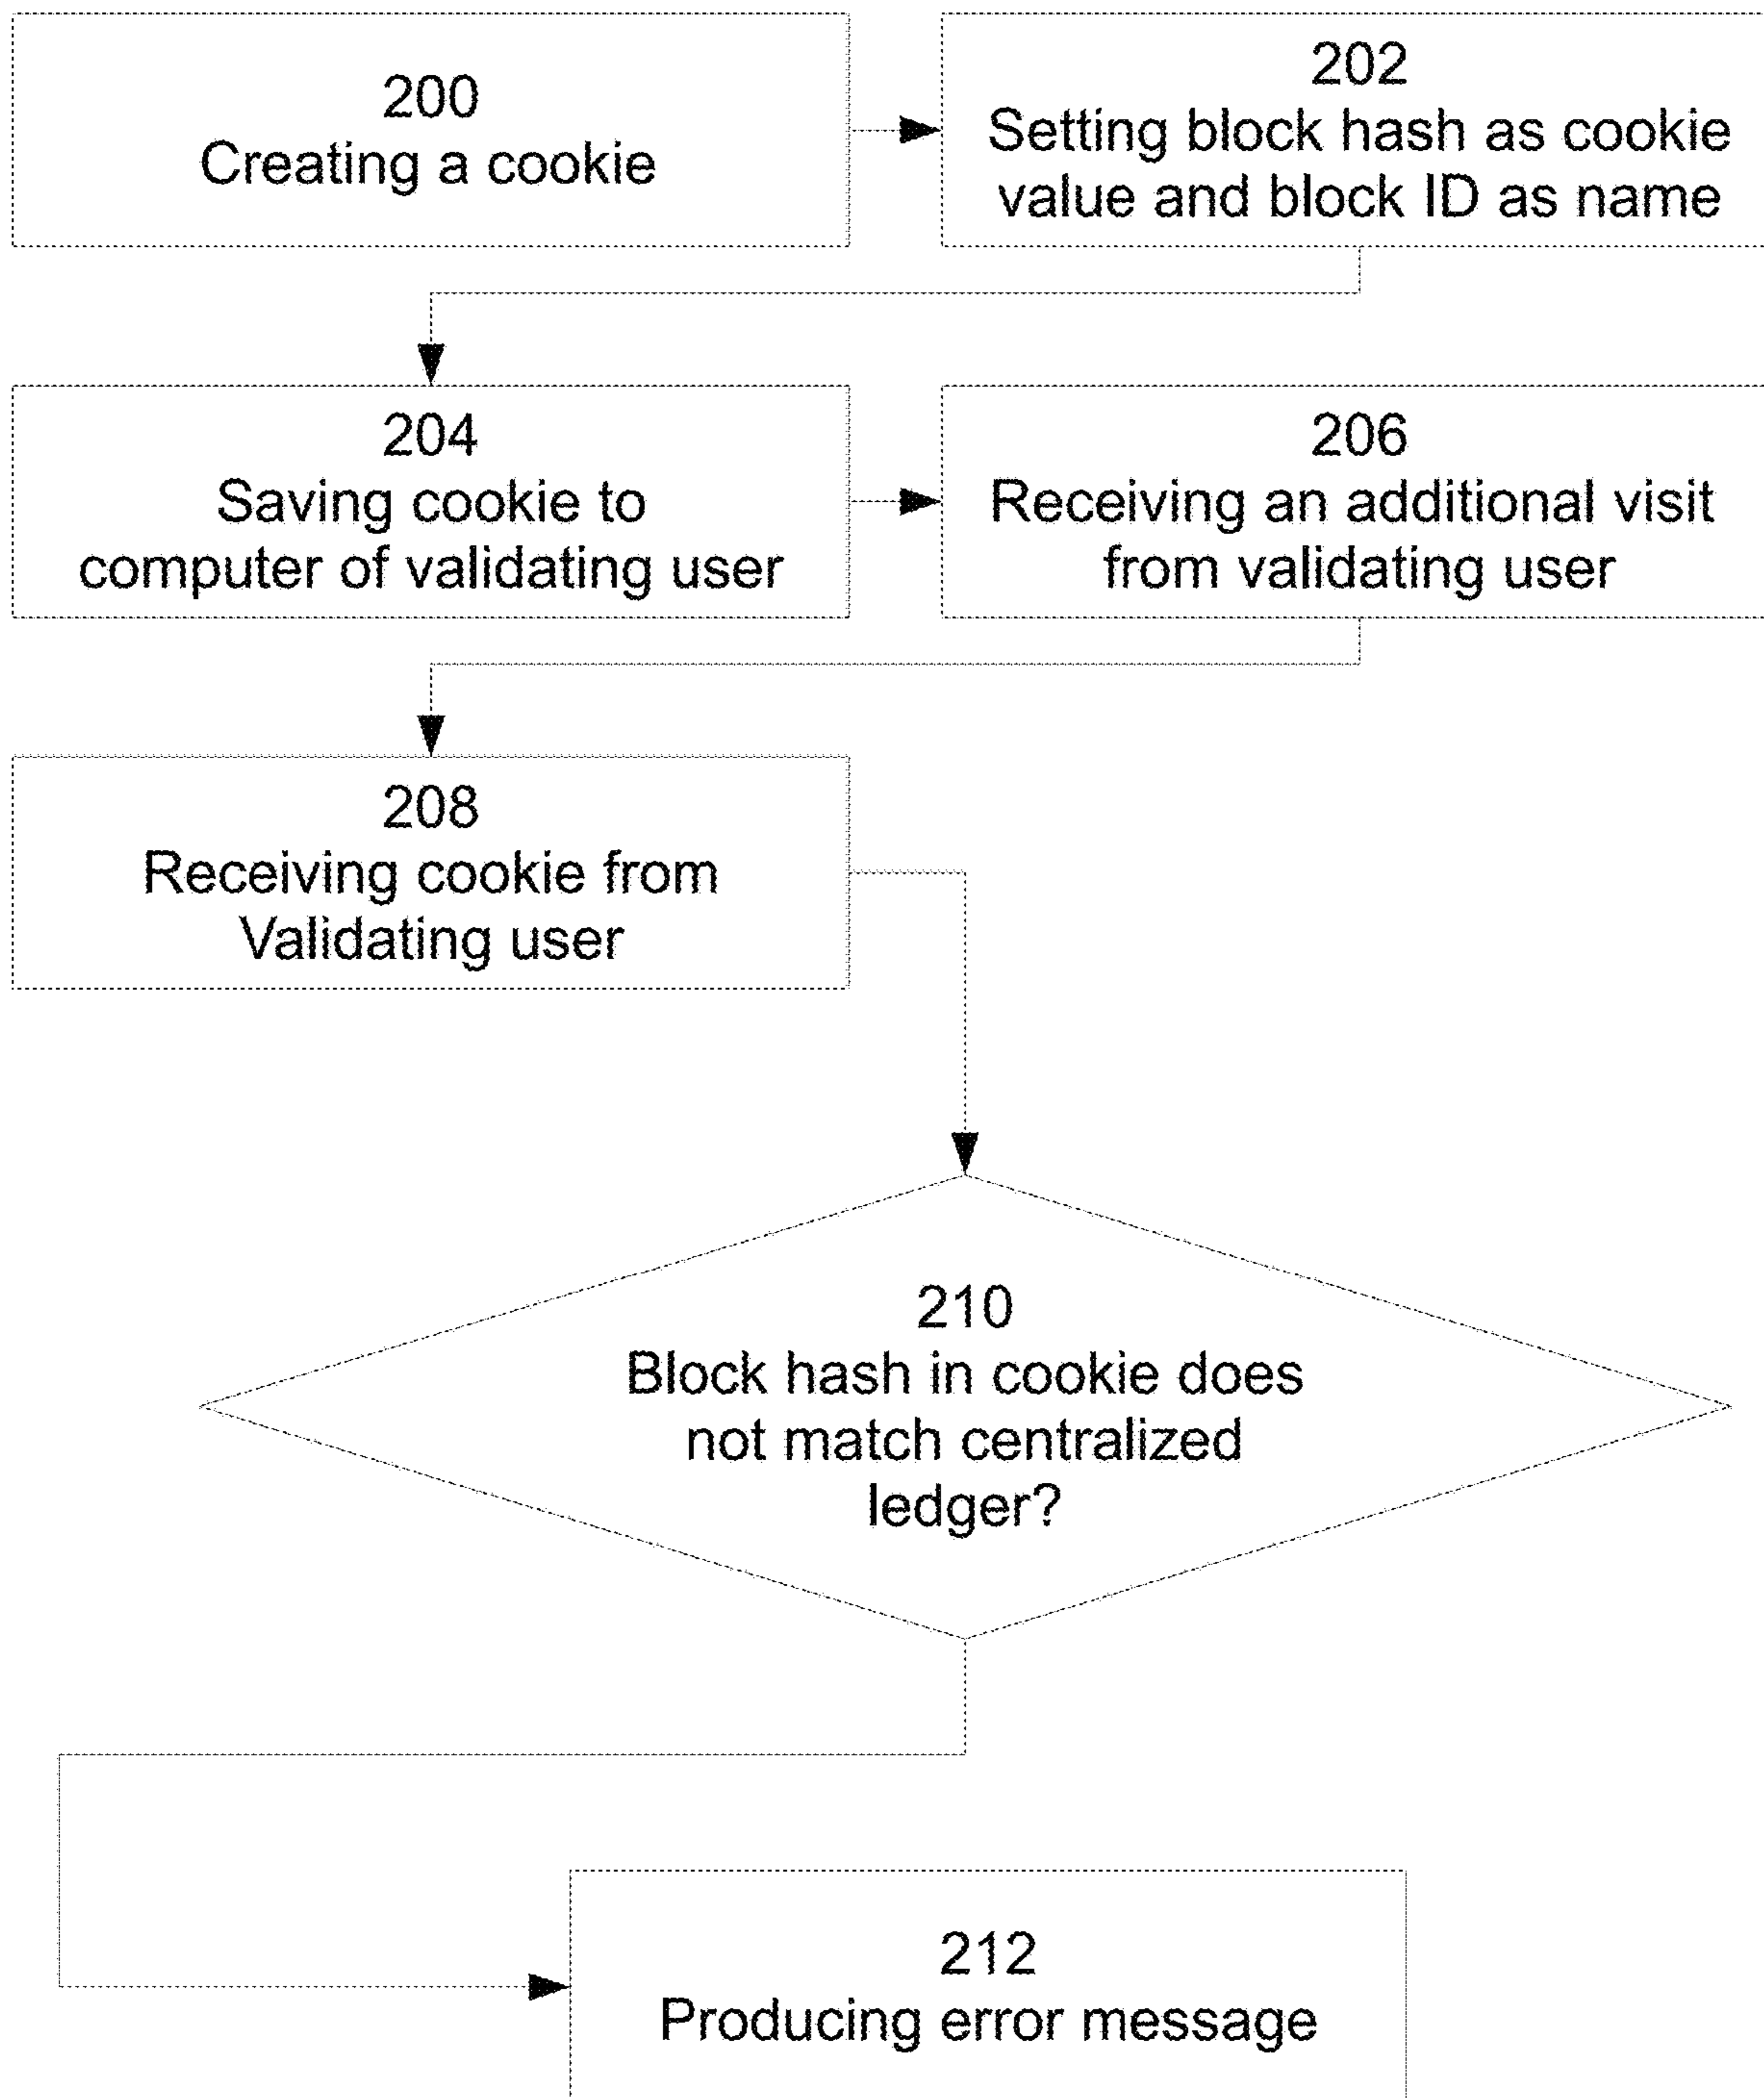 200
Creating a cookie
202
Setting block hash as cookie
value and block ID as name
204
Saving cookie to
computer of validating user
206
Receiving an additional visit
from validating user
208
Receiving cookie from
Validating user
210
Block hash in cookie does
not match centralized
ledger?
212
Producing error message